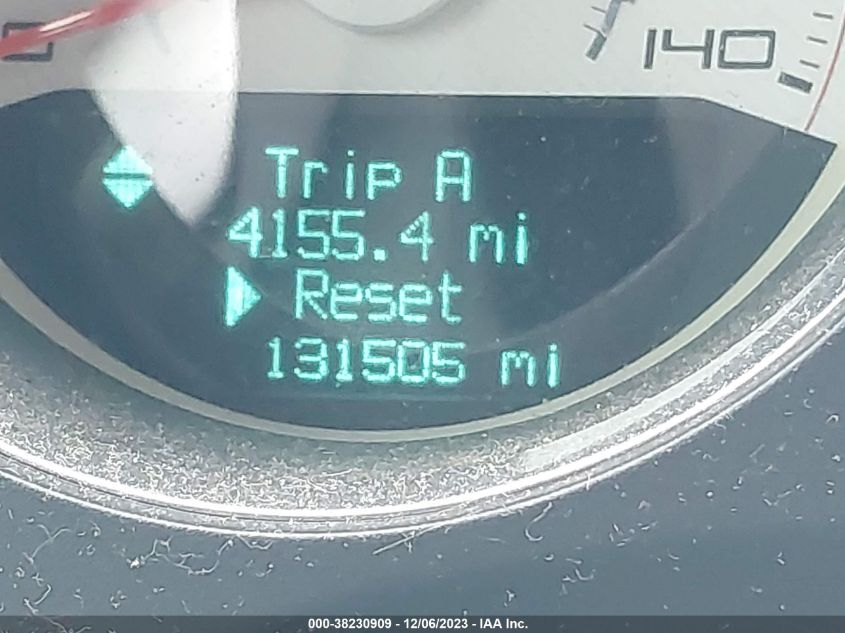 140
Trip A
4155.4 mi
Reset
131505 mi
000-38230909 - 12/06/2023 - IAA Inc.